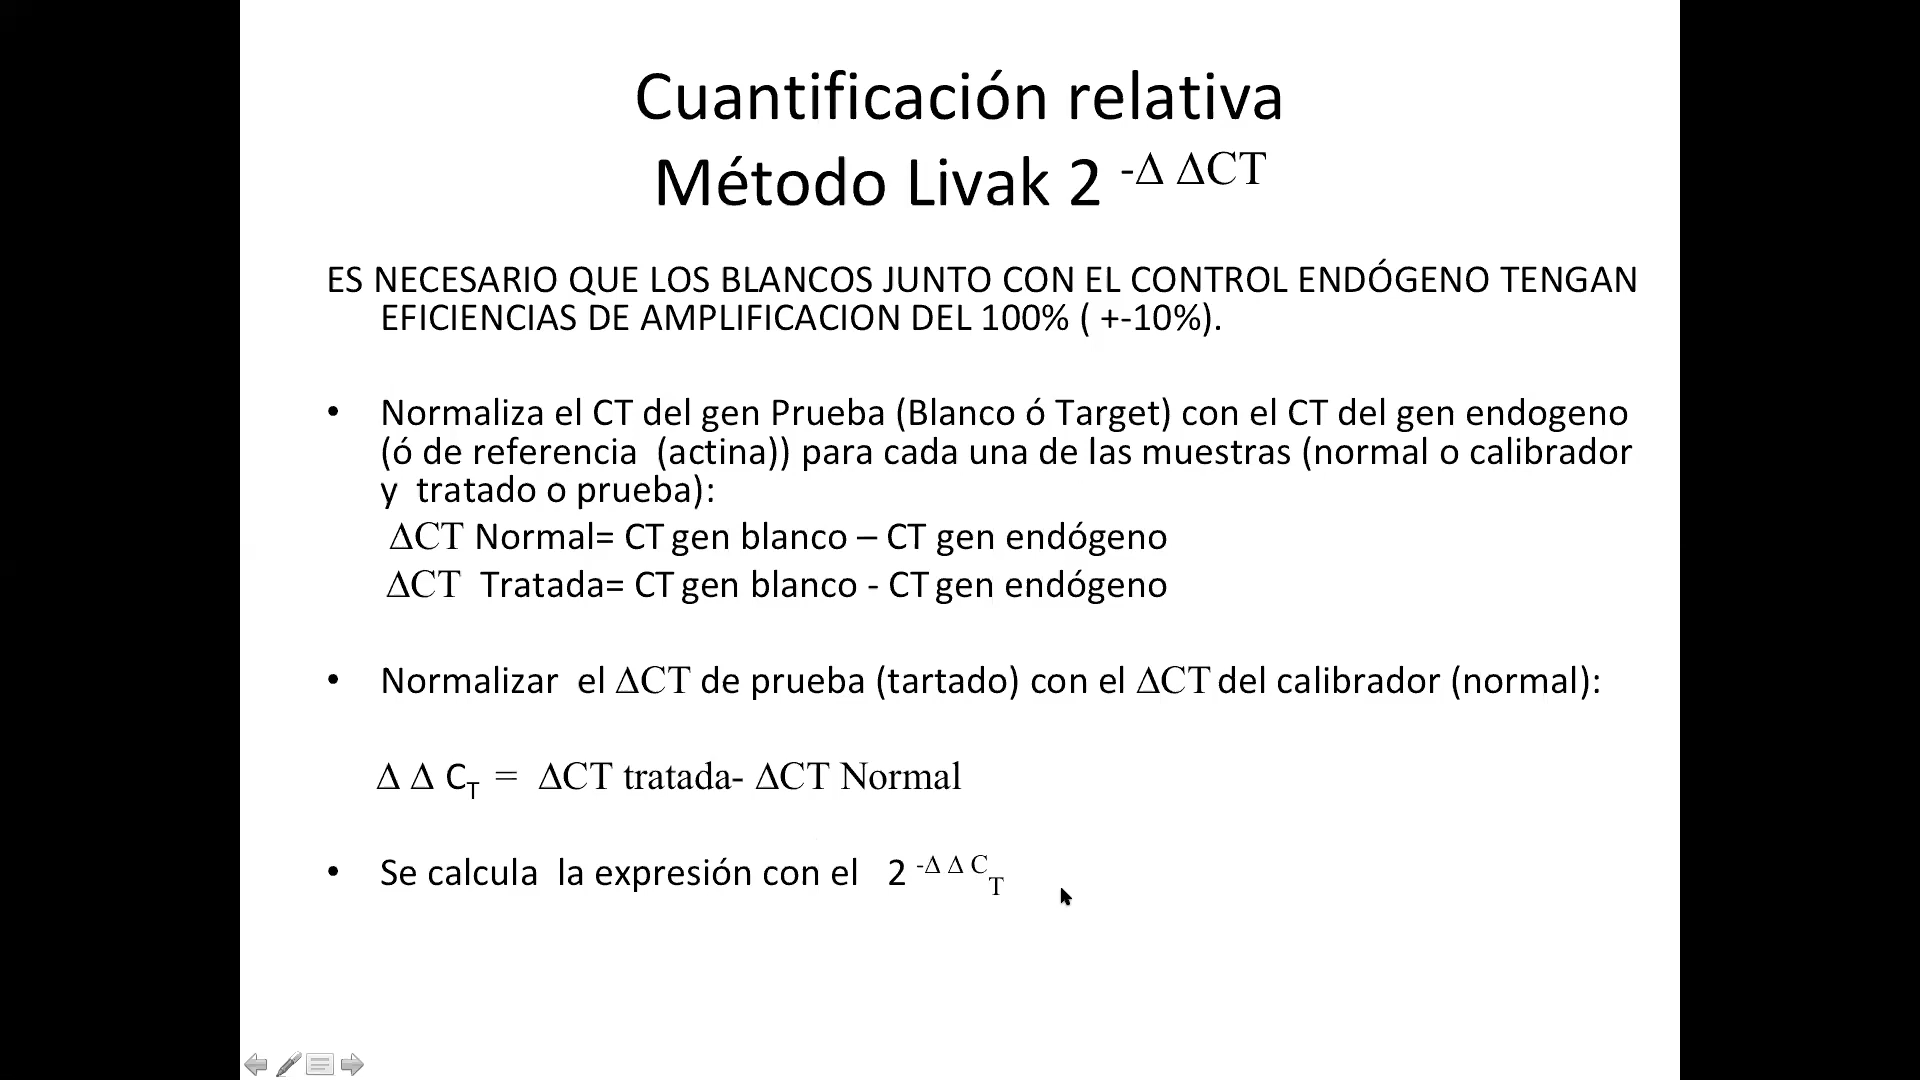 Cuantificación relativa
Método Livak 2 -Δ ΔCT
ES NECESARIO QUE LOS BLANCOS JUNTO CON EL CONTROL ENDÓGENO TENGAN
EFICIENCIAS DE AMPLIFICACION DEL 100% ( +-10%).
• Normaliza el CT del gen Prueba (Blanco ó Target) con el CT del gen endogeno
(ó de referencia (actina)) para cada una de las muestras (normal o calibrador
y tratado o prueba):
ΔCT Normal= CT gen blanco – CT gen endógeno
ΔCT Tratada= CT gen blanco - CT gen endógeno
• Normalizar el ΔCT de prueba (tartado) con el ΔCT del calibrador (normal):
Δ Δ CT = ΔCT tratada- ΔCT Normal
• Se calcula la expresión con el 2 -Δ Δ CT